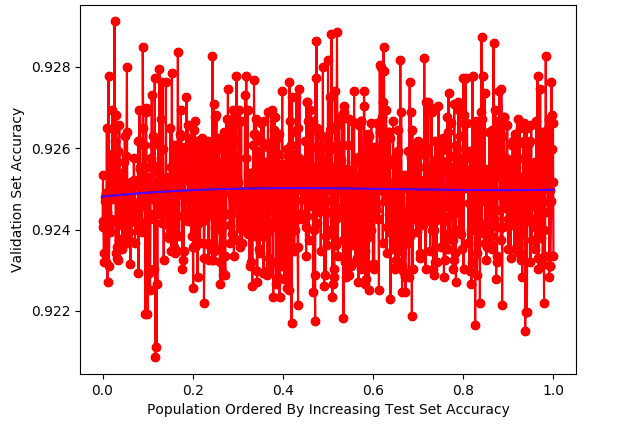 0.928
0.926
0.924
0.922
Validation Set Accuracy
0.0 0.2 0.4 0.6 0.8 1.0
Population Ordered By Increasing Test Set Accuracy